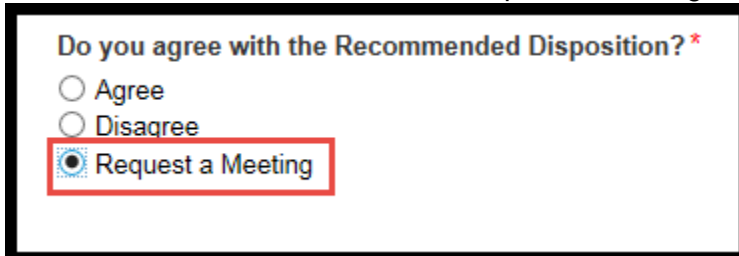 Do you agree with the Recommended Disposition?*
Agree
Disagree
Request a Meeting